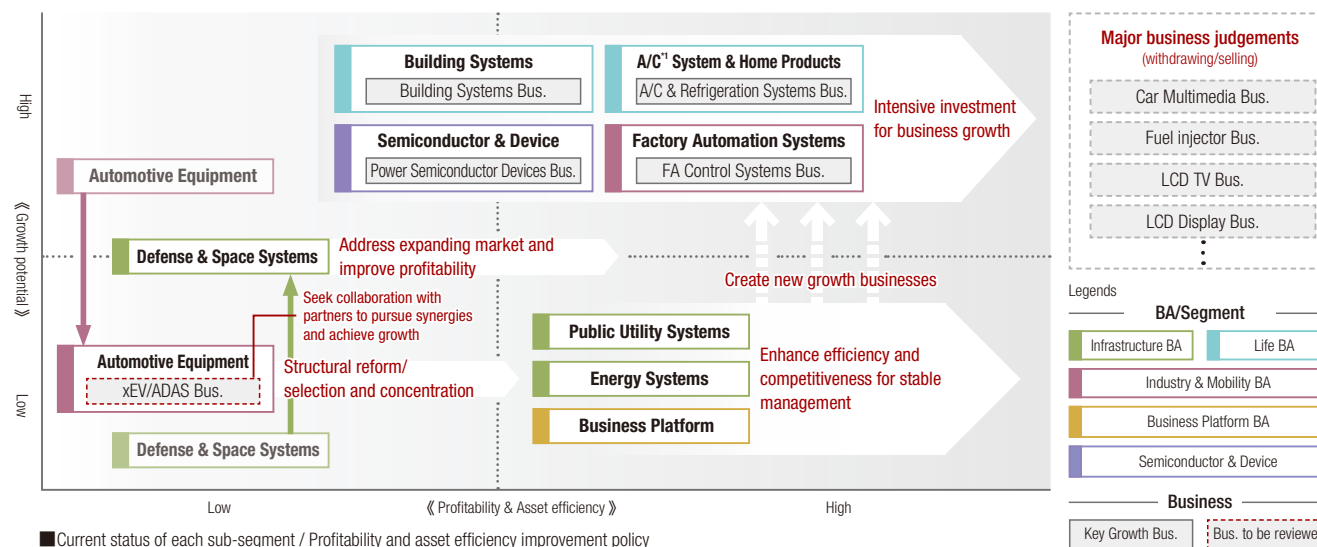 High
《 Growth potential 》
Low
Building Systems
Building Systems Bus.
A/C*1 System & Home Products
A/C & Refrigeration Systems Bus.
Semiconductor & Device
Power Semiconductor Devices Bus.
Factory Automation Systems
FA Control Systems Bus.
Intensive investment
for business growth
Automotive Equipment
Defense & Space Systems
Address expanding market and
improve profitability
Seek collaboration with
partners to pursue synergies
and achieve growth
Create new growth businesses
Automotive Equipment
xEV/ADAS Bus.
Structural reform/
selection and concentration
Defense & Space Systems
Public Utility Systems
Energy Systems
Business Platform
Enhance efficiency and
competitiveness for stable
management
Low
《 Profitability & Asset efficiency 》
High
■Current status of each sub-segment / Profitability and asset efficiency improvement policy
Major business judgements
(withdrawing/selling)
Car Multimedia Bus.
Fuel injector Bus.
LCD TV Bus.
LCD Display Bus.
Legends
BA/Segment
Infrastructure BA
Life BA
Industry & Mobility BA
Business Platform BA
Semiconductor & Device
Business
Key Growth Bus.
Bus. to be reviewe